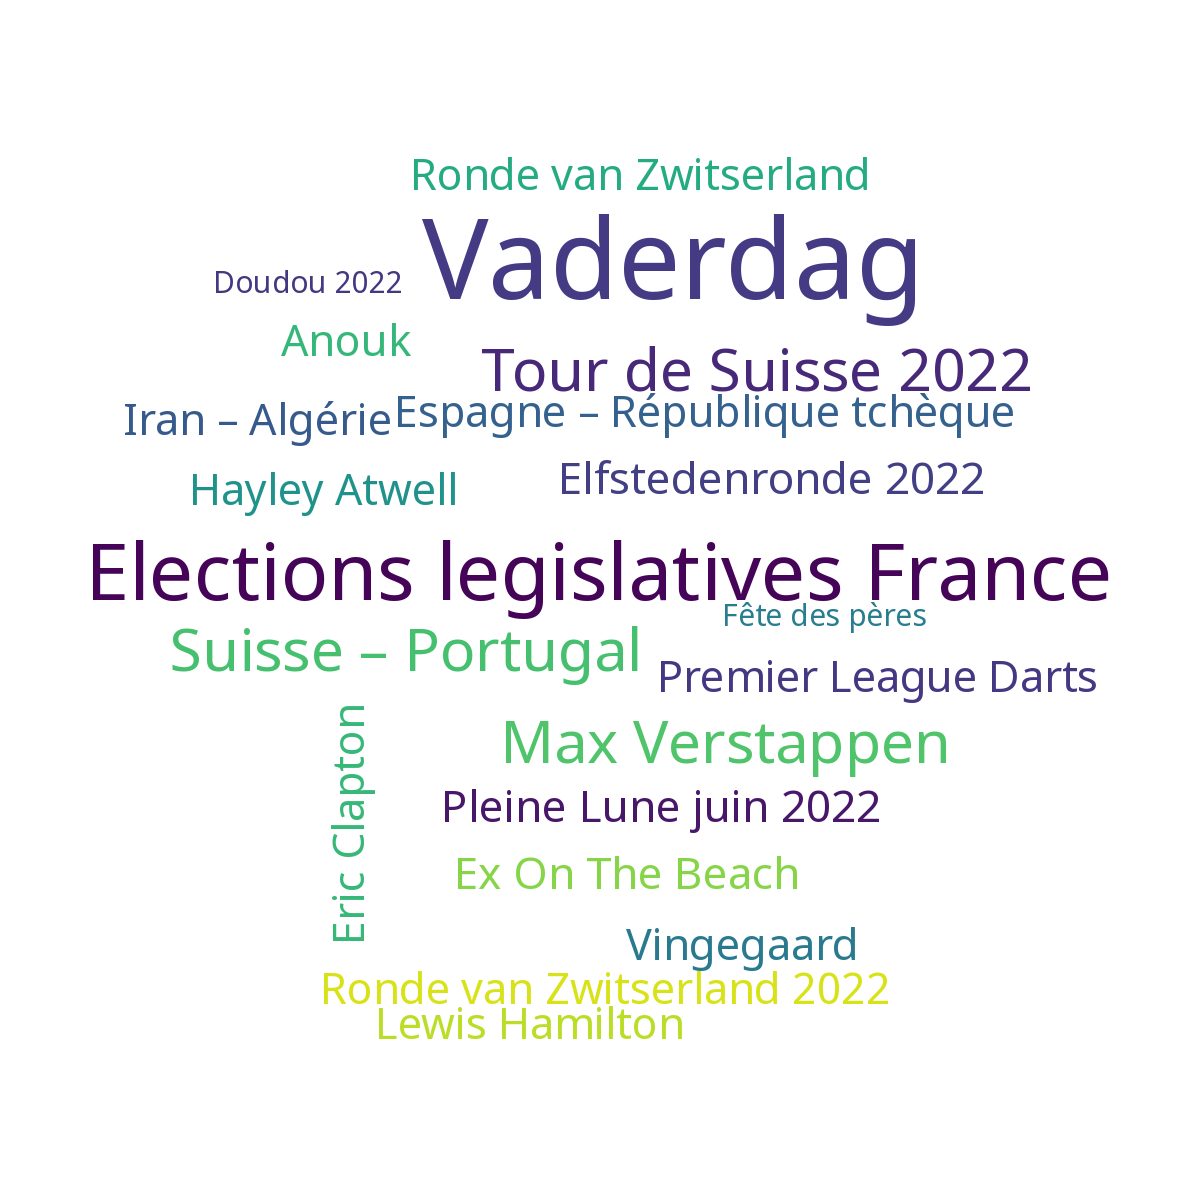 Ronde van Zwitserland
Vaderdag
Doudou 2022
Anouk
Tour de Suisse 2022
Iran – Algérie
Espagne – République tchèque
Hayley Atwell
Elfstedenronde 2022
Elections legislatives France
Fête des pères
Suisse – Portugal
Premier League Darts
Eric Clapton
Max Verstappen
Pleine Lune juin 2022
Ex On The Beach
Vingegaard
Ronde van Zwitserland 2022
Lewis Hamilton